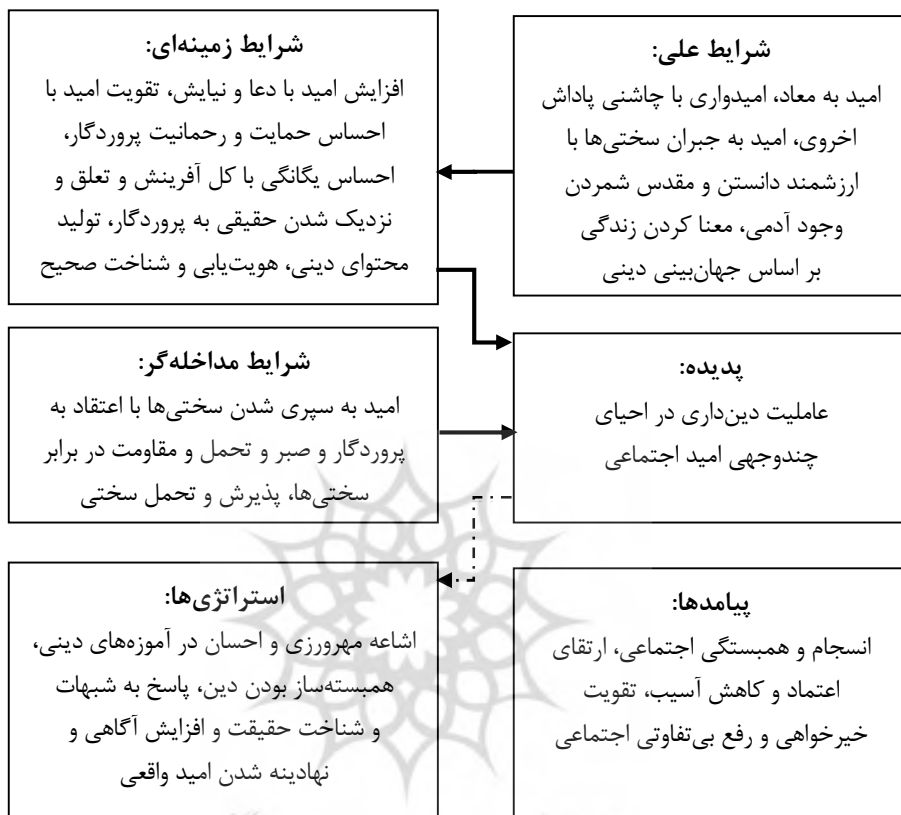 شرایط علی:
امید به معاد، امیدواری با چاشنی پاداش
اخروی، امید به جبران سختی‌ها با
ارزشمند دانستن و مقدس شمردن
وجود آدمی، معنا کردن زندگی
بر اساس جهان‌بینی دینی
شرایط زمینه‌ای:
افزایش امید با دعا و نیایش، تقویت امید با
احساس حمایت و رحمانیت پروردگار،
احساس یگانگی با کل آفرینش و تعلق و
نزدیک شدن حقیقی به پروردگار، تولید
محتوای دینی، هویت‌یابی و شناخت صحیح
پدیده:
عاملیت دین‌داری در احیای
چندوجهی امید اجتماعی
شرایط مداخله‌گر:
امید به سپری شدن سختی‌ها با اعتقاد به
پروردگار و صبر و تحمل و مقاومت در برابر
سختی‌ها، پذیرش و تحمل سختی
پیامدها:
انسجام و همبستگی اجتماعی، ارتقای
اعتماد و کاهش آسیب، تقویت
خیرخواهی و رفع بی‌تفاوتی اجتماعی
استراتژی‌ها:
اشاعه مهرورزی و احسان در آموزه‌های دینی،
همبسته‌ساز بودن دین، پاسخ به شبهات
و شناخت حقیقت و افزایش آگاهی و
نهادینه شدن امید واقعی